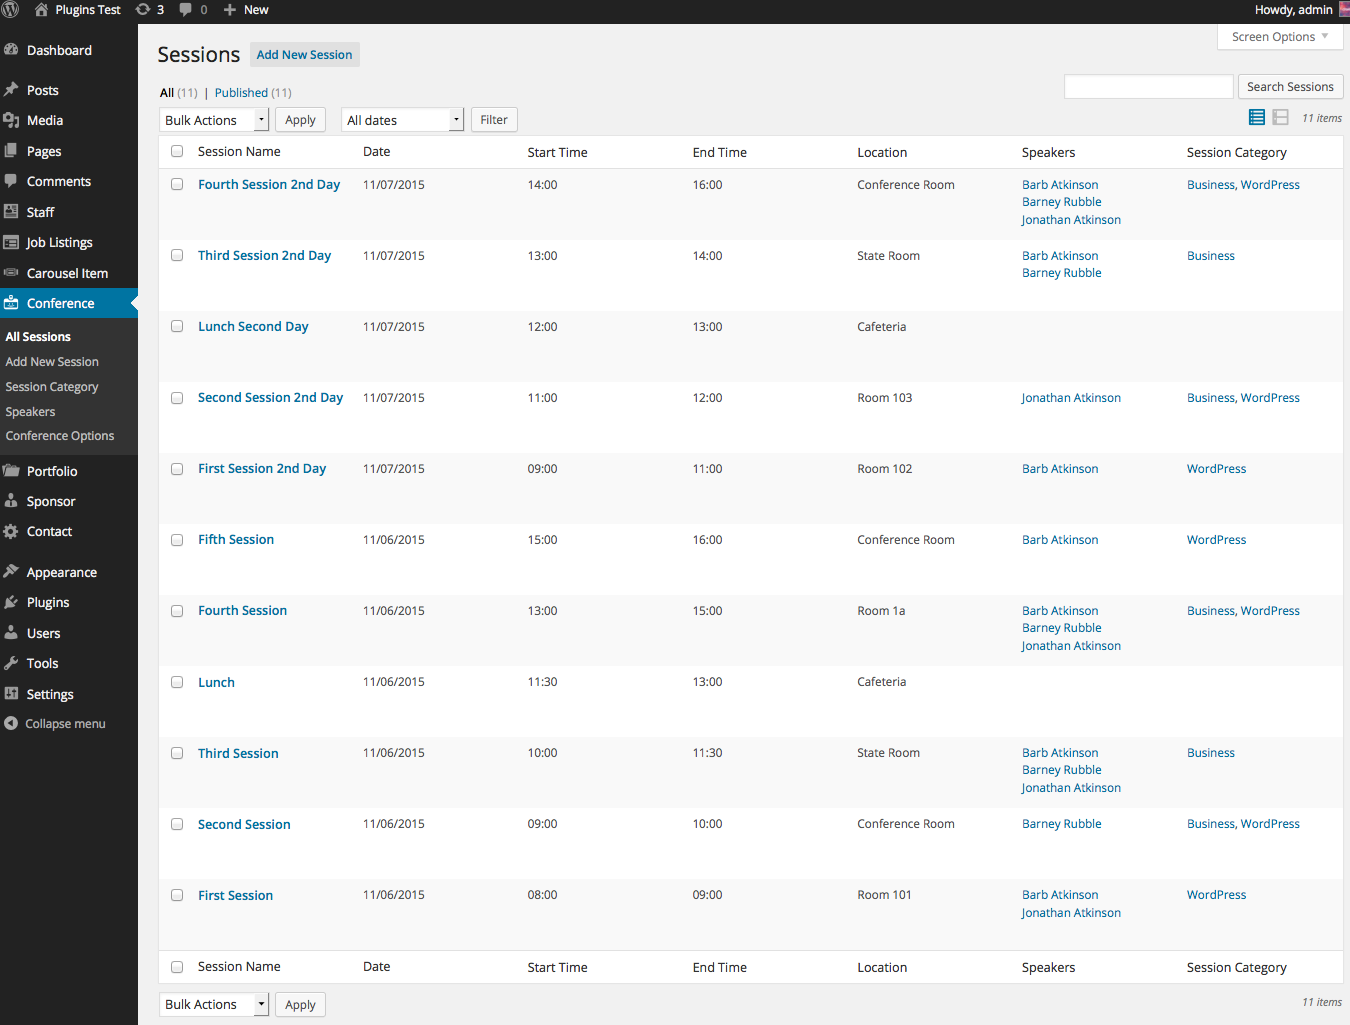 Plugins Test 3 0 New Howdy, admin
Dashboard
Posts
Media
Pages
Comments
Staff
Job Listings
Carousel Item
Conference
All Sessions
Add New Session
Session Category
Speakers
Conference Options
Portfolio
Sponsor
Contact
Appearance
Plugins
Users
Tools
Settings
Collapse menu
Screen Options
Sessions Add New Session
All (11) | Published (11)
Search Sessions
Bulk Actions Apply All dates Filter 11 items
Session Name Date Start Time End Time Location Speakers Session Category
Fourth Session 2nd Day 11/07/2015 14:00 16:00 Conference Room Barb Atkinson Business, WordPress
Barney Rubble
Jonathan Atkinson
Third Session 2nd Day 11/07/2015 13:00 14:00 State Room Barb Atkinson Business
Barney Rubble
Lunch Second Day 11/07/2015 12:00 13:00 Cafeteria
Second Session 2nd Day 11/07/2015 11:00 12:00 Room 103 Jonathan Atkinson Business, WordPress
First Session 2nd Day 11/07/2015 09:00 11:00 Room 102 Barb Atkinson WordPress
Fifth Session 11/06/2015 15:00 16:00 Conference Room Barb Atkinson WordPress
Fourth Session 11/06/2015 13:00 15:00 Room 1a Barb Atkinson Business, WordPress
Barney Rubble
Jonathan Atkinson
Lunch 11/06/2015 11:30 13:00 Cafeteria
Third Session 11/06/2015 10:00 11:30 State Room Barb Atkinson Business
Barney Rubble
Jonathan Atkinson
Second Session 11/06/2015 09:00 10:00 Conference Room Barney Rubble Business, WordPress
First Session 11/06/2015 08:00 09:00 Room 101 Barb Atkinson WordPress
Jonathan Atkinson
Session Name Date Start Time End Time Location Speakers Session Category
Bulk Actions Apply 11 items